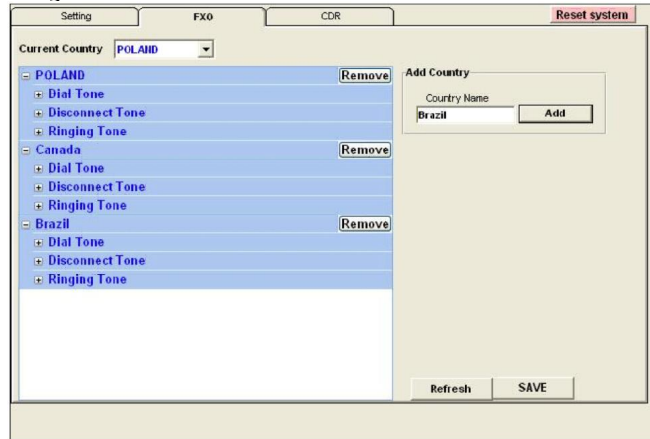 Setting FXO CDR Reset system
Current Country POLAND
POLAND Remove
Dial Tone
Disconnect Tone
Ringing Tone
Canada Remove
Dial Tone
Disconnect Tone
Ringing Tone
Brazil Remove
DIal Tone
Disconnect Tone
Ringing Tone
Add Country
Country Name
Brazil Add
Refresh SAVE